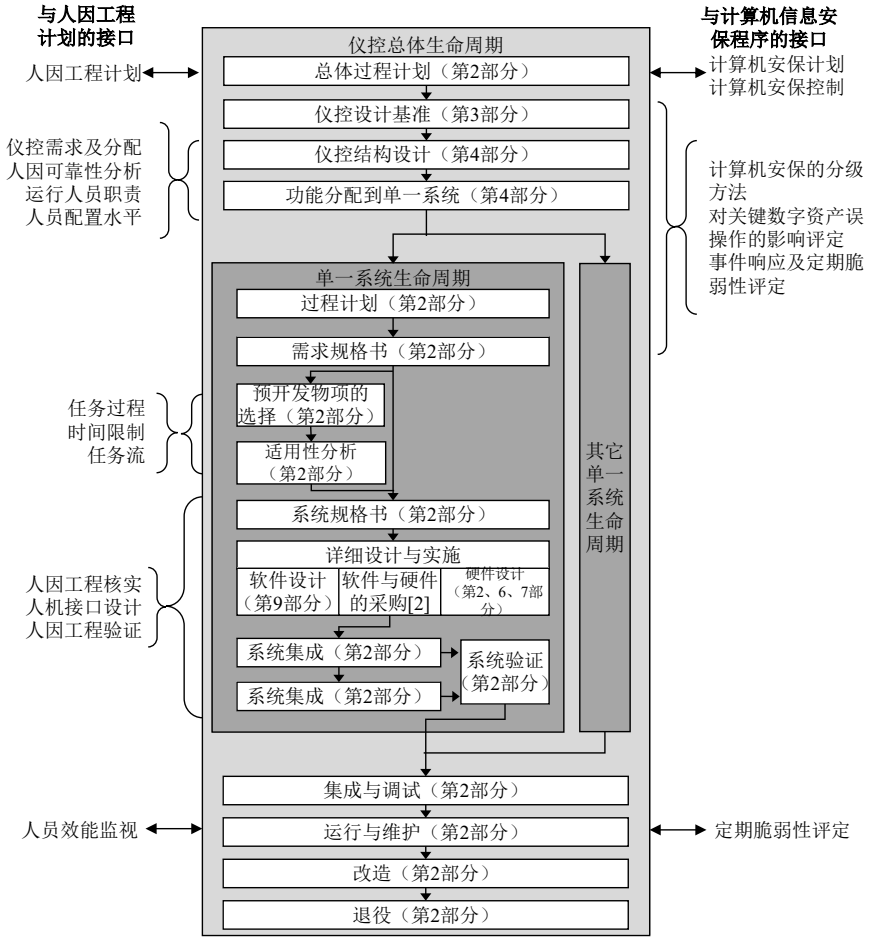 与人因工程
计划的接口
与计算机信息安
保程序的接口
仪控总体生命周期
人因工程计划
总体过程计划（第2部分）
计算机安保计划
计算机安保控制
仪控设计基准（第3部分）
仪控需求及分配
人因可靠性分析
运行人员职责
人员配置水平
仪控结构设计（第4部分）
功能分配到单一系统（第4部分）
计算机安保的分级
方法
对关键数字资产误
操作的影响评定
事件响应及定期脆
弱性评定
单一系统生命周期
过程计划（第2部分）
需求规格书（第2部分）
任务过程
时间限制
任务流
预开发物项的
选择（第2部分）
适用性分析
（第2部分）
其它
单一
系统
生命
周期
系统规格书（第2部分）
详细设计与实施
软件设计
（第9部分）
软件与硬件
的采购[2]
硬件设计
（第2、6、7部
分）
人因工程核实
人机接口设计
人因工程验证
系统集成（第2部分）
系统集成（第2部分）
系统验证
（第2部分）
集成与调试（第2部分）
人员效能监视
运行与维护（第2部分）
定期脆弱性评定
改造（第2部分）
退役（第2部分）